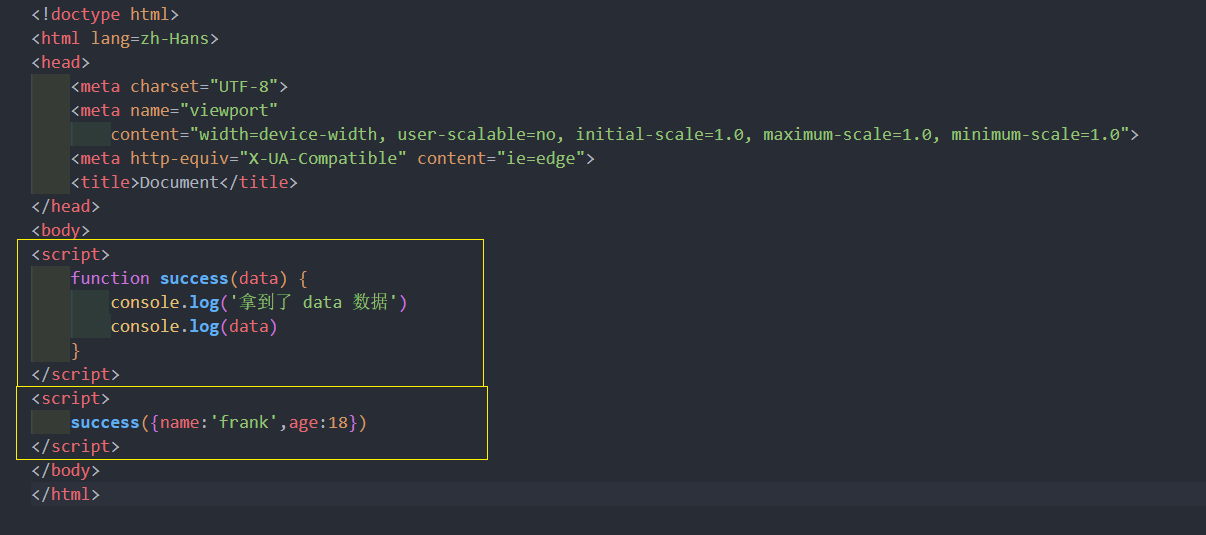 <!doctype html>
<html lang=zh-Hans>
<head>
    <meta charset="UTF-8">
    <meta name="viewport"
        content="width=device-width, user-scalable=no, initial-scale=1.0, maximum-scale=1.0, minimum-scale=1.0">
    <meta http-equiv="X-UA-Compatible" content="ie=edge">
    <title>Document</title>
</head>
<body>
<script>
    function success(data) {
        console.log('拿到了 data 数据')
        console.log(data)
    }
</script>
<script>
    success({name:'frank',age:18})
</script>
</body>
</html>